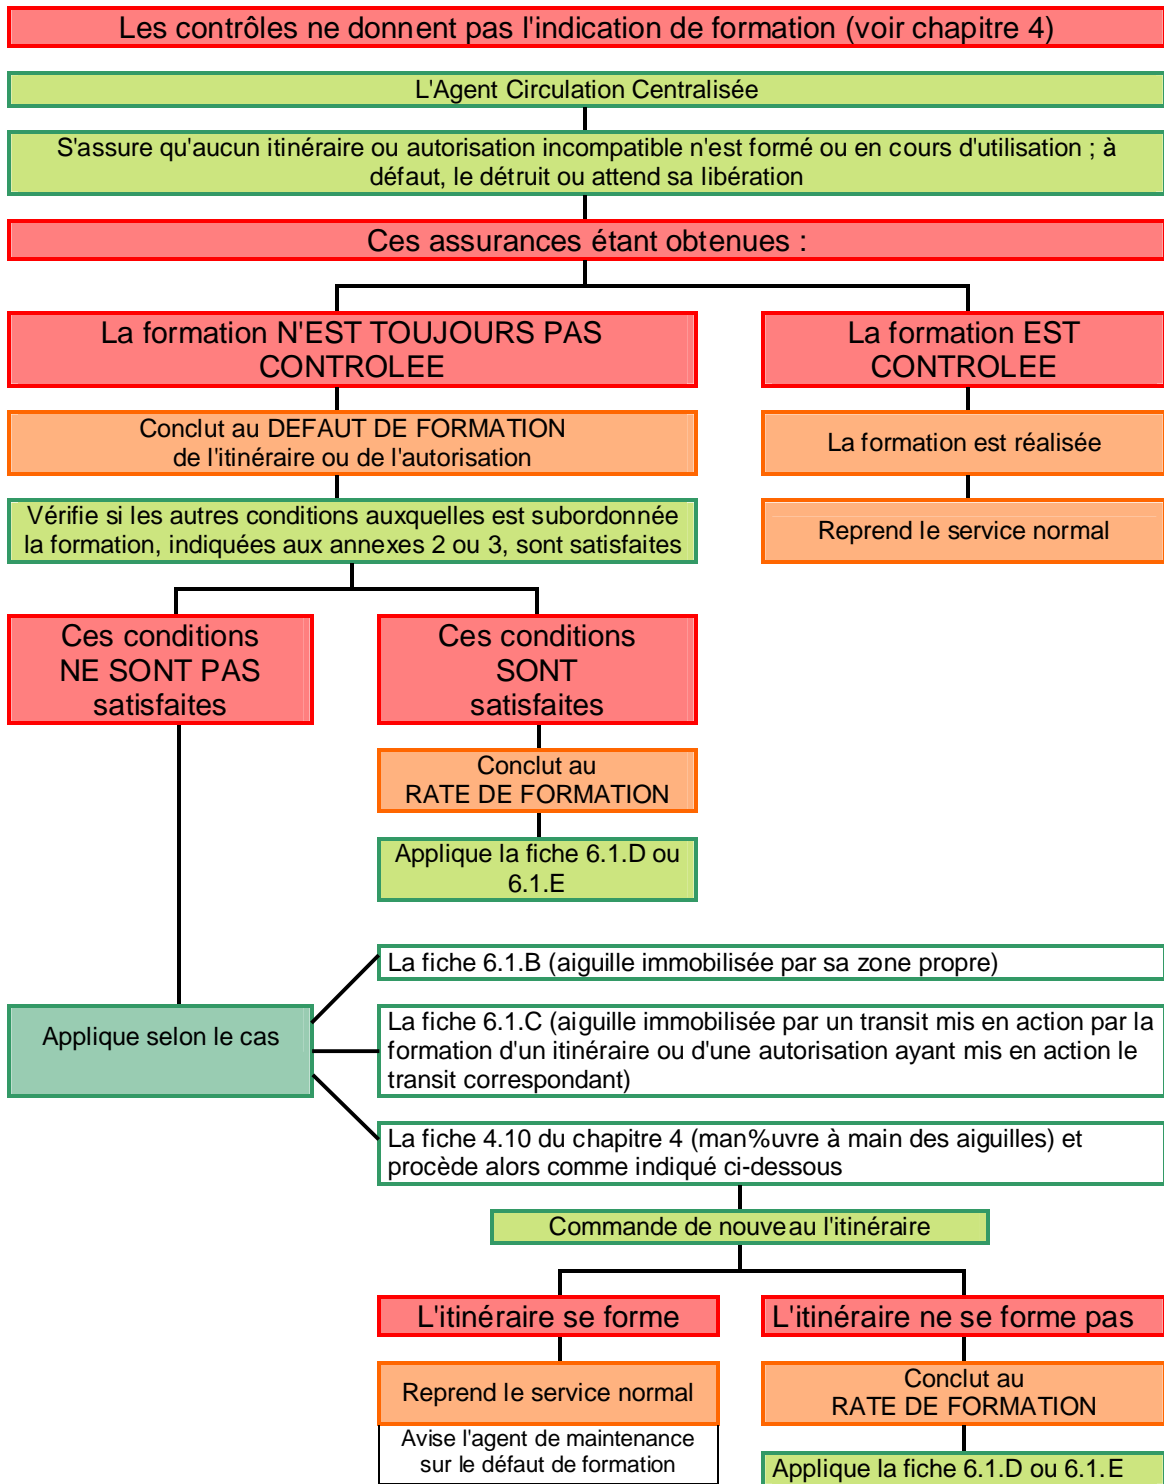 Les contrôles ne donnent pas l'indication de formation (voir chapitre 4)
L'Agent Circulation Centralisée
S'assure qu'aucun itinéraire ou autorisation incompatible n'est formé ou en cours d'utilisation ; à
défaut, le détruit ou attend sa libération
Ces assurances étant obtenues :
La formation N'EST TOUJOURS PAS
CONTROLEE
La formation EST
CONTROLEE
Conclut au DEFAUT DE FORMATION
de l'itinéraire ou de l'autorisation
La formation est réalisée
Vérifie si les autres conditions auxquelles est subordonnée
la formation, indiquées aux annexes 2 ou 3, sont satisfaites
Reprend le service normal
Ces conditions
NE SONT PAS
satisfaites
Ces conditions
SONT
satisfaites
Conclut au
RATE DE FORMATION
Applique la fiche 6.1.D ou
6.1.E
La fiche 6.1.B (aiguille immobilisée par sa zone propre)
Applique selon le cas
La fiche 6.1.C (aiguille immobilisée par un transit mis en action par la
formation d'un itinéraire ou d'une autorisation ayant mis en action le
transit correspondant)
La fiche 4.10 du chapitre 4 (man%uvre à main des aiguilles) et
procède alors comme indiqué ci-dessous
Commande de nouveau l'itinéraire
L'itinéraire se forme
L'itinéraire ne se forme pas
Reprend le service normal
Avise l'agent de maintenance
sur le défaut de formation
Conclut au
RATE DE FORMATION
Applique la fiche 6.1.D ou 6.1.E